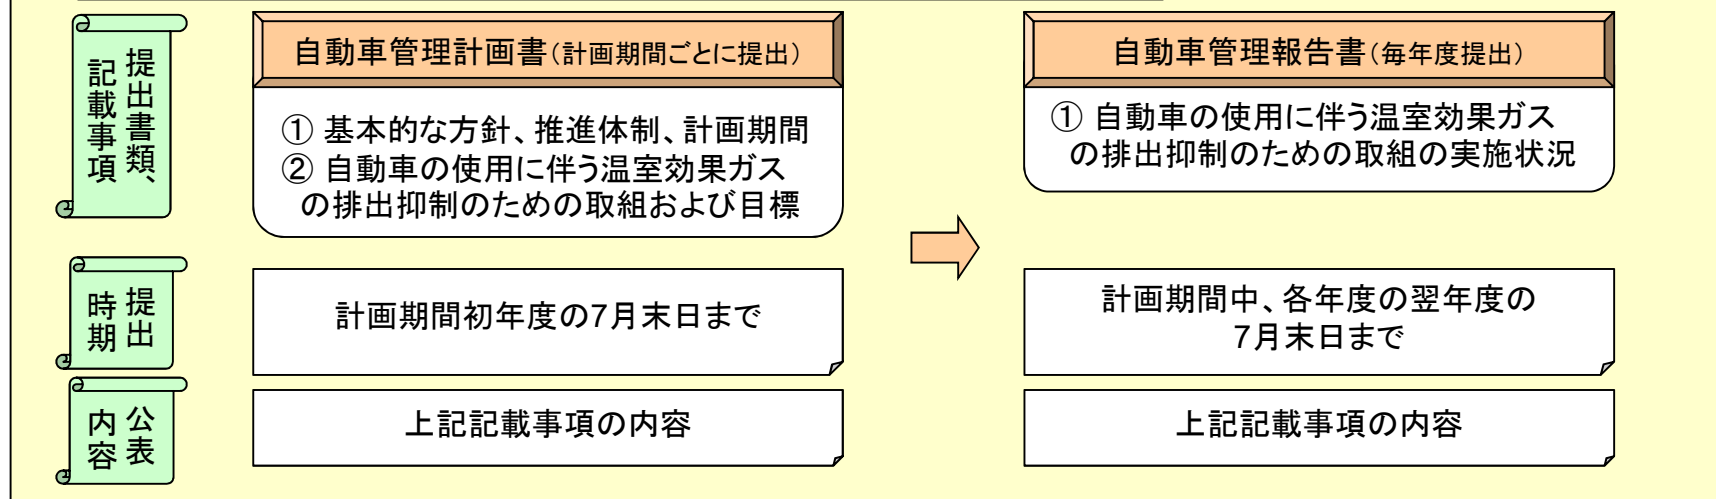 提出書類、
記載事項
自動車管理計画書(計画期間ごとに提出)
① 基本的な方針、推進体制、計画期間
② 自動車の使用に伴う温室効果ガス
の排出抑制のための取組および目標
自動車管理報告書(毎年度提出)
① 自動車の使用に伴う温室効果ガス
の排出抑制のための取組の実施状況
提出
時期
計画期間初年度の7月末日まで
計画期間中、各年度の翌年度の
7月末日まで
公表
内容
上記記載事項の内容
上記記載事項の内容